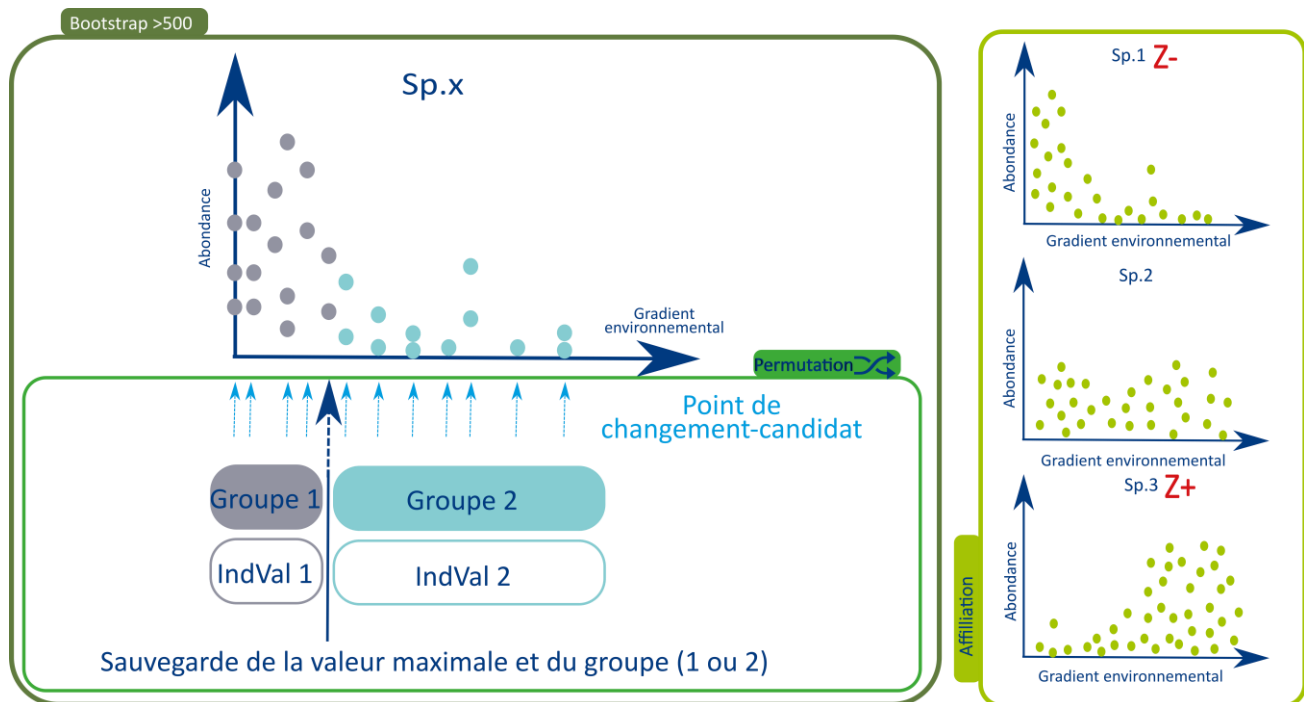 Bootstrap >500
Sp.x
Abondance
Gradient
environnemental
Permutation
Point de
changement-candidat
Groupe 1
Groupe 2
IndVal 1
IndVal 2
Sauvegarde de la valeur maximale et du groupe (1 ou 2)
Sp.1 Z-
Abondance
Gradient environnemental
Sp.2
Abondance
Gradient environnemental
Sp.3 Z+
Abondance
Gradient environnemental
Affilliation